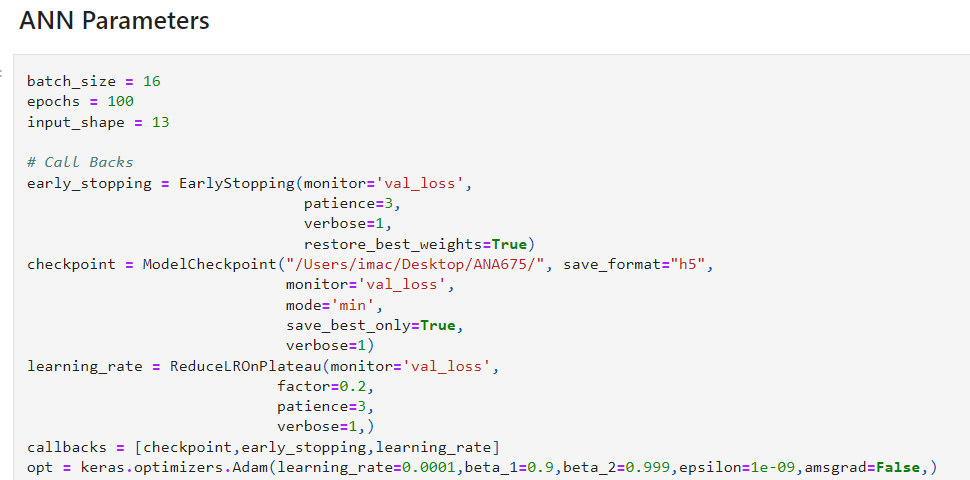 ANN Parameters
batch_size = 16
epochs = 100
input_shape = 13
# Call Backs
early_stopping = EarlyStopping(monitor='val_loss',
patience=3,
verbose=1,
restore_best_weights=True)
checkpoint = ModelCheckpoint("/Users/imac/Desktop/ANA675/", save_format="h5",
monitor='val_loss',
mode='min',
save_best_only=True,
verbose=1)
learning_rate = ReduceLROnPlateau(monitor='val_loss',
factor=0.2,
patience=3,
verbose=1,)
callbacks = [checkpoint,early_stopping,learning_rate]
opt = keras.optimizers.Adam(learning_rate=0.0001,beta_1=0.9,beta_2=0.999,epsilon=1e-09,amsgrad=False,)